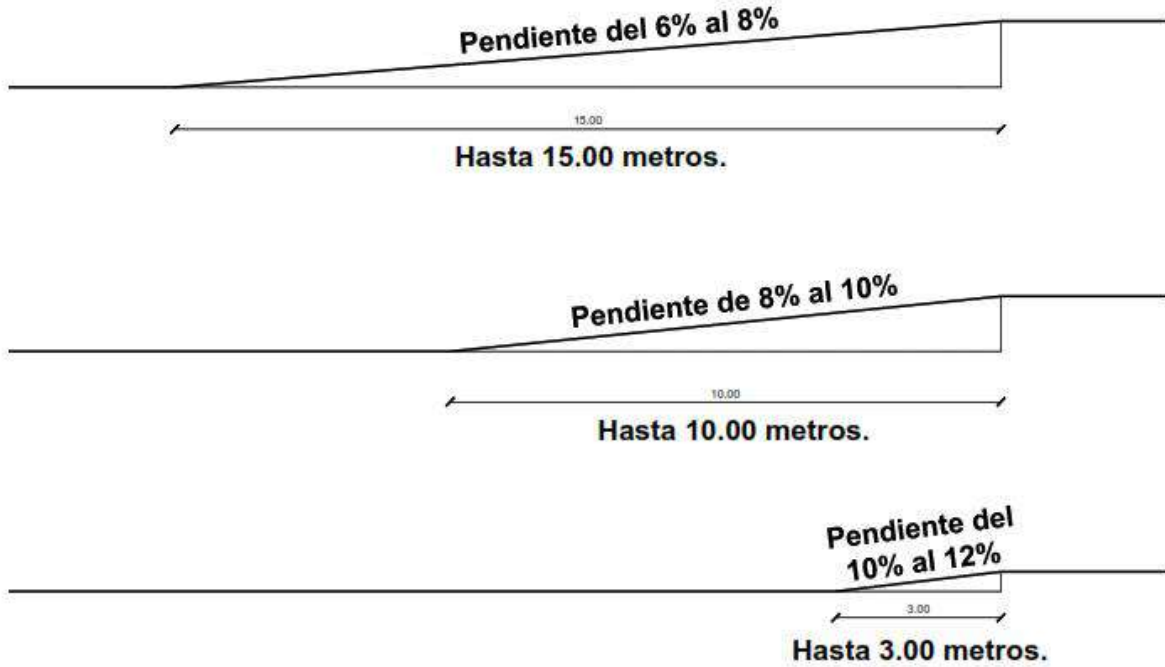 Pendiente del 6% al 8%
15.00
Hasta 15.00 metros.
Pendiente de 8% al 10%
10.00
Hasta 10.00 metros.
Pendiente del
10% al 12%
3.00
Hasta 3.00 metros.